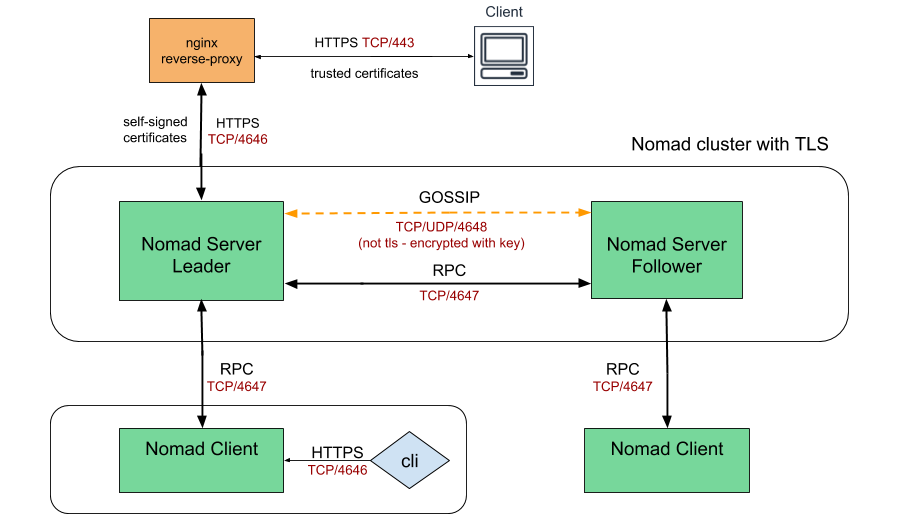 Client
nginx
reverse-proxy
HTTPS TCP/443
trusted certificates
self-signed
certificates
HTTPS
TCP/4646
Nomad cluster with TLS
GOSSIP
TCP/UDP/4648
(not tls - encrypted with key)
Nomad Server
Leader
Nomad Server
Follower
RPC
TCP/4647
RPC
TCP/4647
RPC
TCP/4647
Nomad Client
HTTPS
TCP/4646
cli
Nomad Client